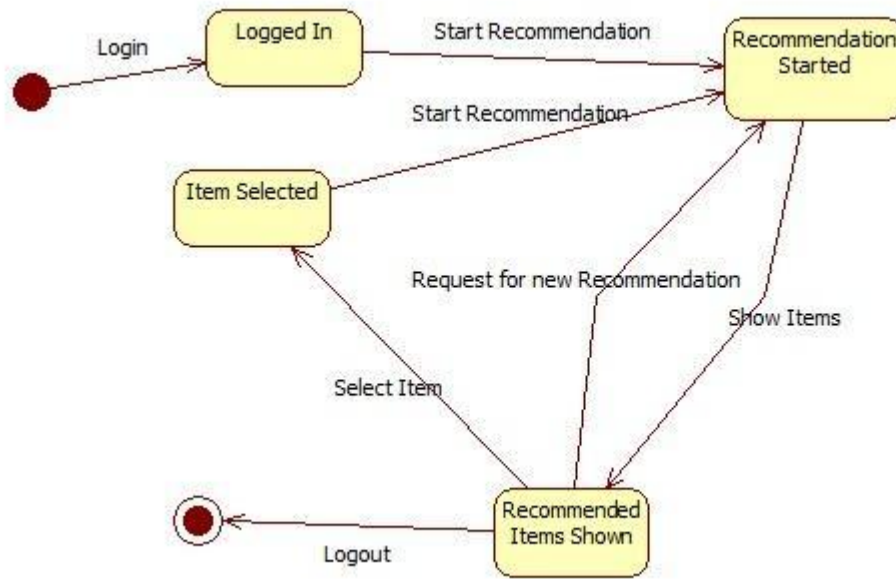 Login
Logged In
Start Recommendation
Recommendation
Started
Start Recommendation
Item Selected
Request for new Recommendation
Show Items
Select Item
Recommended
Items Shown
Logout